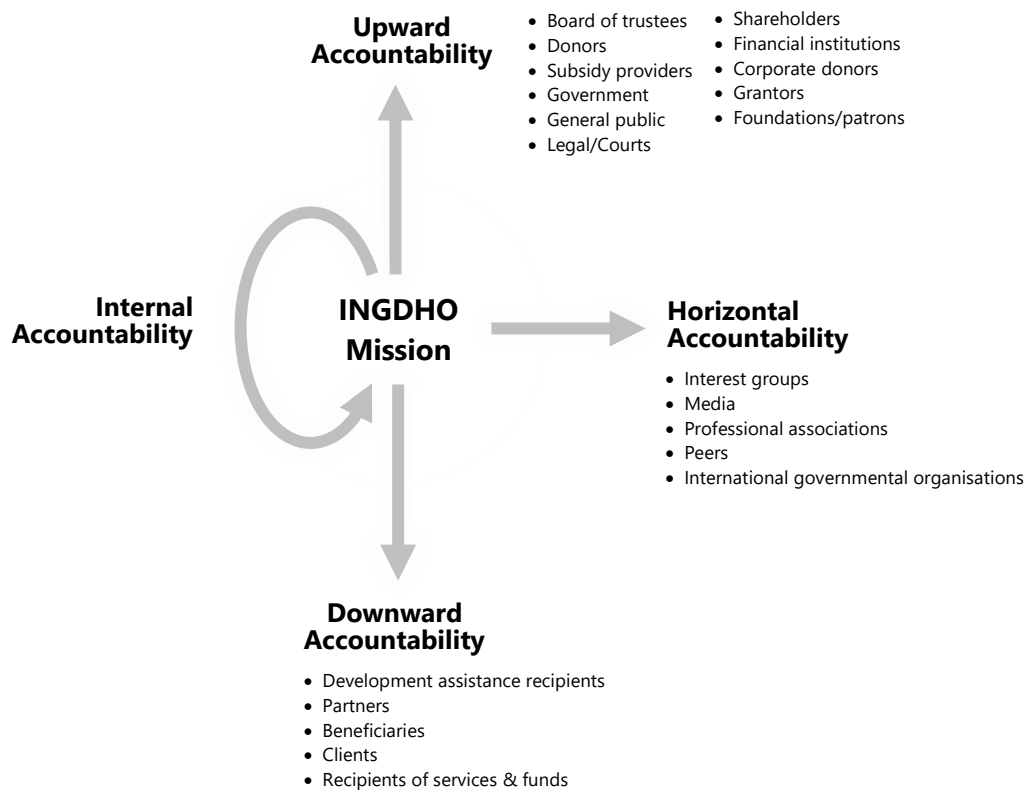 Upward
Accountability
• Board of trustees
• Donors
• Subsidy providers
• Government
• General public
• Legal/Courts
• Shareholders
• Financial institutions
• Corporate donors
• Grantors
• Foundations/patrons
Internal
Accountability
INGDHO
Mission
Horizontal
Accountability
• Interest groups
• Media
• Professional associations
• Peers
• International governmental organisations
Downward
Accountability
• Development assistance recipients
• Partners
• Beneficiaries
• Clients
• Recipients of services & funds